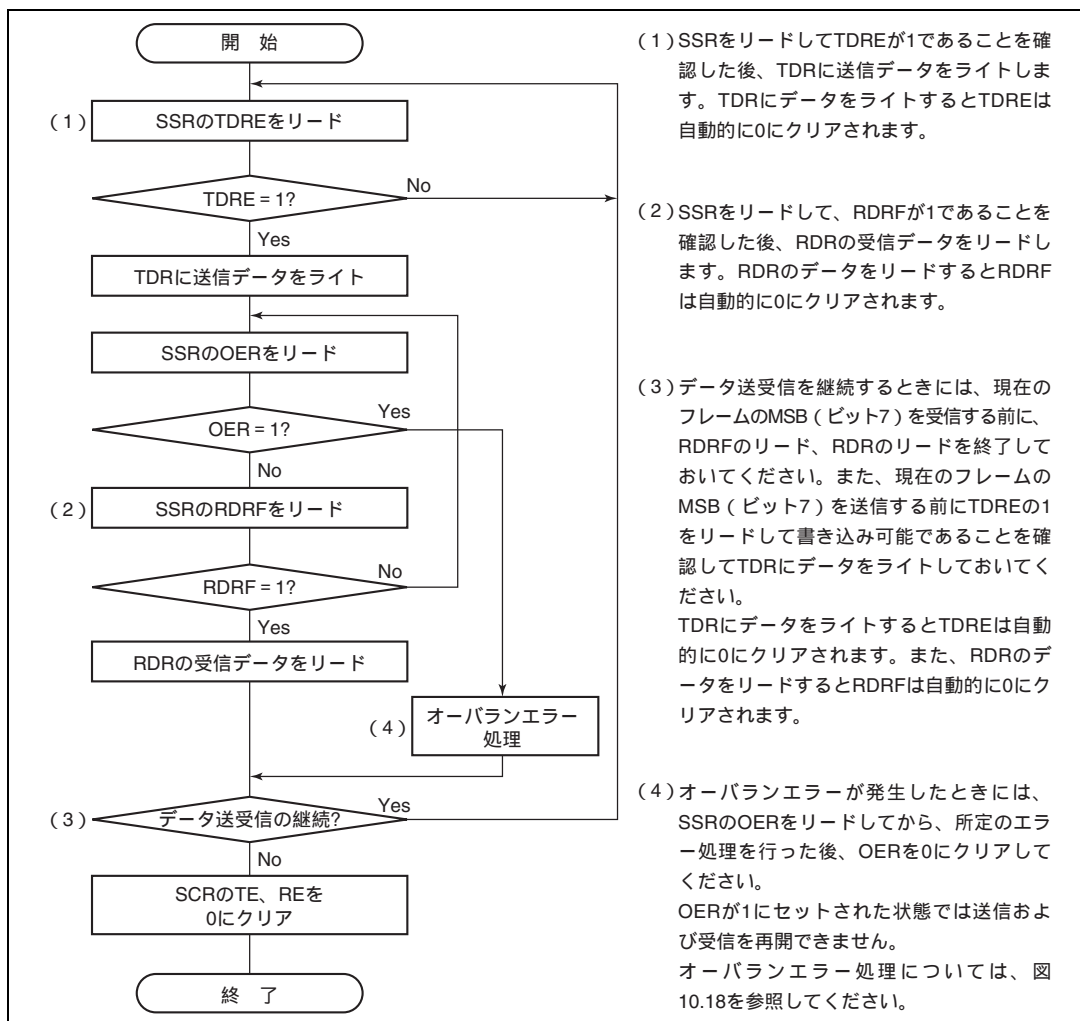 開　始
(1) SSRのTDREをリード
TDRE = 1?
No
Yes
TDRに送信データをライト
SSRのOERをリード
OER = 1?
Yes
No
(2) SSRのRDRFをリード
RDRF = 1?
No
Yes
RDRの受信データをリード
(4) オーバランエラー
処理
(3) データ送受信の継続?
Yes
No
SCRのTE、REを
0にクリア
終　了
(1) SSRをリードしてTDREが1であることを確
認した後、TDRに送信データをライトしま
す。TDRにデータをライトするとTDREは
自動的に0にクリアされます。
(2) SSRをリードして、RDRFが1であることを
確認した後、RDRの受信データをリードし
ます。RDRのデータをリードするとRDRF
は自動的に0にクリアされます。
(3) データ送受信を継続するときには、現在の
フレームのMSB(ビット7)を受信する前に、
RDRFのリード、RDRのリードを終了して
おいてください。また、現在のフレームの
MSB(ビット7)を送信する前にTDREの1
をリードして書き込み可能であることを確
認してTDRにデータをライトしておいてく
ださい。
TDRにデータをライトするとTDREは自動
的に0にクリアされます。また、RDRのデ
ータをリードするとRDRFは自動的に0にク
リアされます。
(4) オーバランエラーが発生したときには、
SSRのOERをリードしてから、所定のエラ
ー処理を行った後、OERを0にクリアして
ください。
OERが1にセットされた状態では送信およ
び受信を再開できません。
オーバランエラー処理については、図
10.18を参照してください。